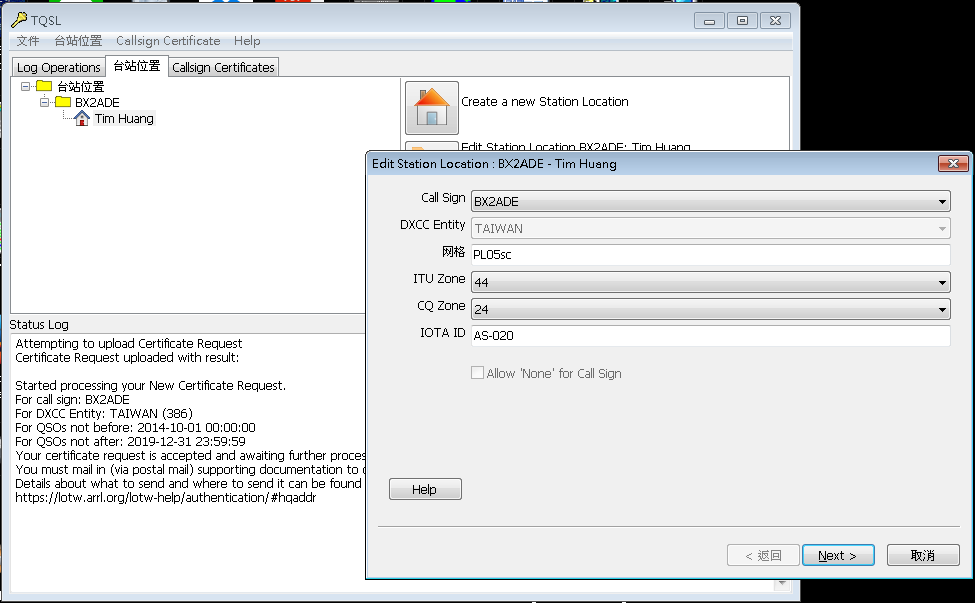 TQSL
文件 台站位置 Callsign Certificate Help
Log Operations 台站位置 Callsign Certificates
台站位置
BX2ADE
Tim Huang
Create a new Station Location
Edit Station Location BX2ADE: Tim Huang
Edit Station Location : BX2ADE - Tim Huang
Call Sign BX2ADE
DXCC Entity TAIWAN
網格 PL05sc
ITU Zone 44
CQ Zone 24
IOTA ID AS-020
Allow 'None' for Call Sign
Help
< 返回 Next > 取消
Status Log
Attempting to upload Certificate Request
Certificate Request uploaded with result:
Started processing your New Certificate Request.
For call sign: BX2ADE
For DXCC Entity: TAIWAN (386)
For QSOs not before: 2014-10-01 00:00:00
For QSOs not after: 2019-12-31 23:59:59
Your certificate request is accepted and awaiting further proces
You must mail in (via postal mail) supporting documentation to
Details about what to send and where to send it can be found
https://lotw.arrl.org/lotw-help/authentication/#hqaddr